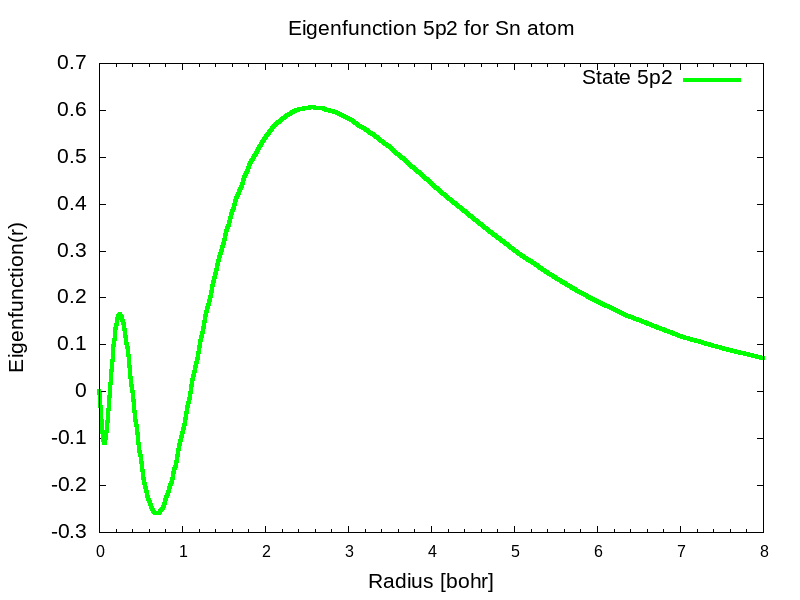 Eigenfunction 5p2 for Sn atom
State 5p2
0.7
0.6
0.5
0.4
0.3
0.2
0.1
0
-0.1
-0.2
-0.3
Eigenfunction(r)
0 1 2 3 4 5 6 7 8
Radius [bohr]